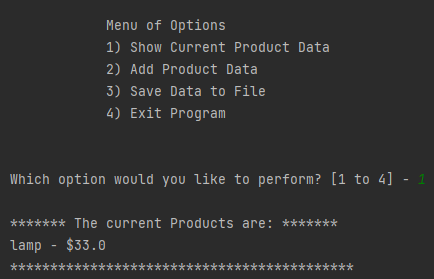 Menu of Options
1) Show Current Product Data
2) Add Product Data
3) Save Data to File
4) Exit Program
Which option would you like to perform? [1 to 4] - 1
******* The current Products are: *******
lamp - $33.0
*******************************************